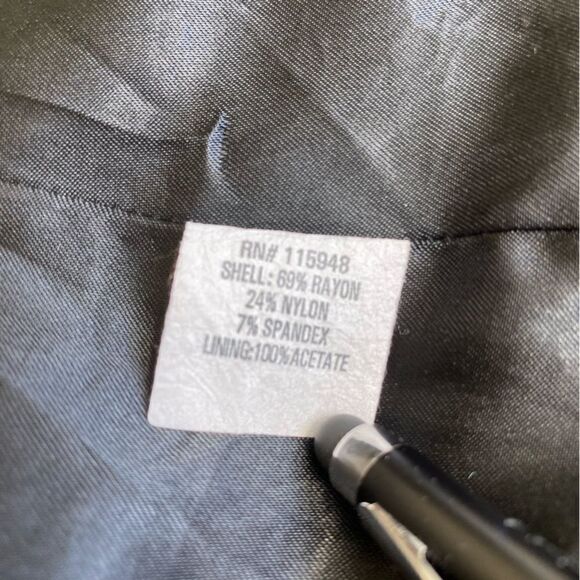 RN# 115948
SHELL: 69% RAYON
24% NYLON
7% SPANDEX
LINING:100%ACETATE